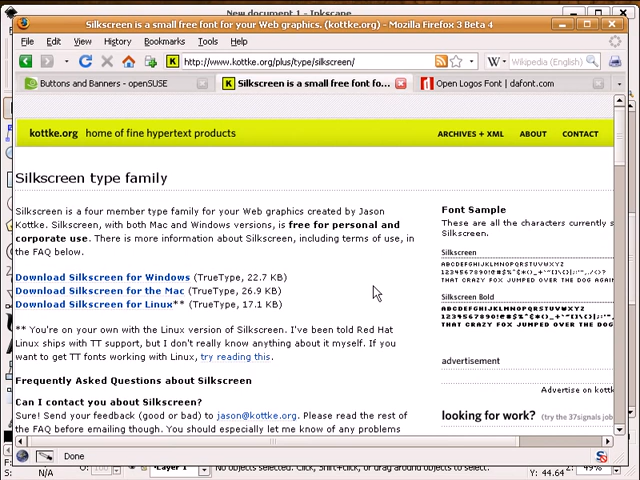 New document 1 - Inkscape
Silkscreen is a small free font for your Web graphics. (kottke.org) - Mozilla Firefox 3 Beta 4
File Edit View History Bookmarks Tools Help
K http://www.kottke.org/plus/type/silkscreen/ W Wikipedia (English)
Buttons and Banners - openSUSE
K Silkscreen is a small free font fo...
Open Logos Font | dafont.com
kottke.org home of fine hypertext products
ARCHIVES + XML ABOUT CONTACT
Silkscreen type family
Silkscreen is a four member type family for your Web graphics created by Jason
Kottke. Silkscreen, with both Mac and Windows versions, is free for personal and
corporate use. There is more information about Silkscreen, including terms of use, in
the FAQ below.
Download Silkscreen for Windows (TrueType, 22.7 KB)
Download Silkscreen for the Mac (TrueType, 26.9 KB)
Download Silkscreen for Linux** (TrueType, 17.1 KB)
** You're on your own with the Linux version of Silkscreen. I've been told Red Hat
Linux ships with TT support, but I don't really know anything about it myself. If you
want to get TT fonts working with Linux, try reading this.
Frequently Asked Questions about Silkscreen
Can I contact you about Silkscreen?
Sure! Send your feedback (good or bad) to jason@kottke.org. Please read the rest of
the FAQ before emailing though. You should especially let me know of any problems
Font Sample
These are all the characters currently s
Silkscreen.
Silkscreen
ABCDEFGHIJKLMNOPQRSTUVWXYZ
THAT CRAZY FOX JUMPED OVER THE DOG
Silkscreen Bold
ABCDEFGHIJKLMNOPQRSTUVWXYZ
THAT CRAZY FOX JUMPED OVER THE DOG
advertisement
Advertise on kottk
looking for work? (try the 37signals job
Done
N/A
O: 100
Layer 1
No objects selected. Click, Shift+click, or drag around objects to select.
Y: 44.64
Z: 49%